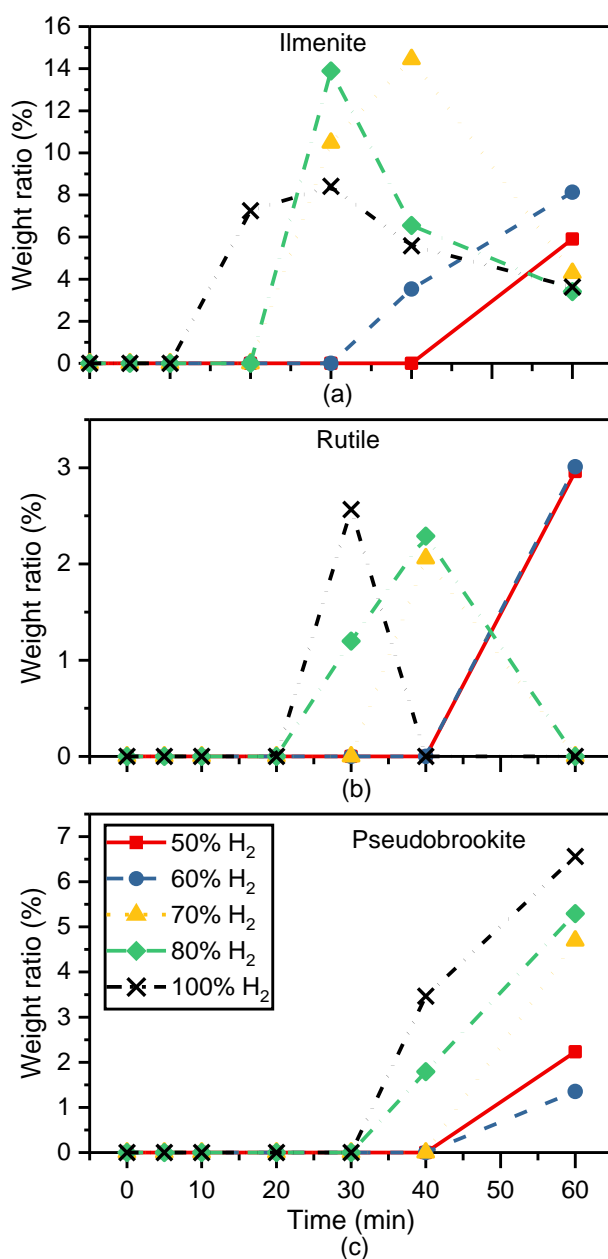 16
Ilmenite
14
12
10
8
6
4
2
0
Weight ratio (%)
(a)
Rutile
3
2
1
0
Weight ratio (%)
(b)
7
Pseudobrookite
6
5
4
3
2
1
0
Weight ratio (%)
50% H₂
60% H₂
70% H₂
80% H₂
100% H₂
0 10 20 30 40 50 60
Time (min)
(c)